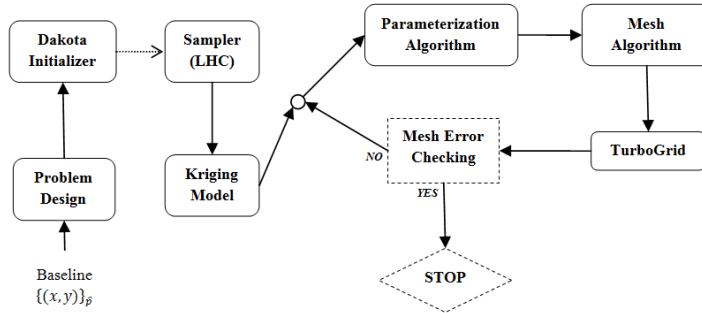 Dakota
Initializer
Sampler
(LHC)
Parameterization
Algorithm
Mesh
Algorithm
Problem
Design
Kriging
Model
Mesh Error
Checking
TurboGrid
NO
YES
STOP
Baseline
{(x, y)}_p̂